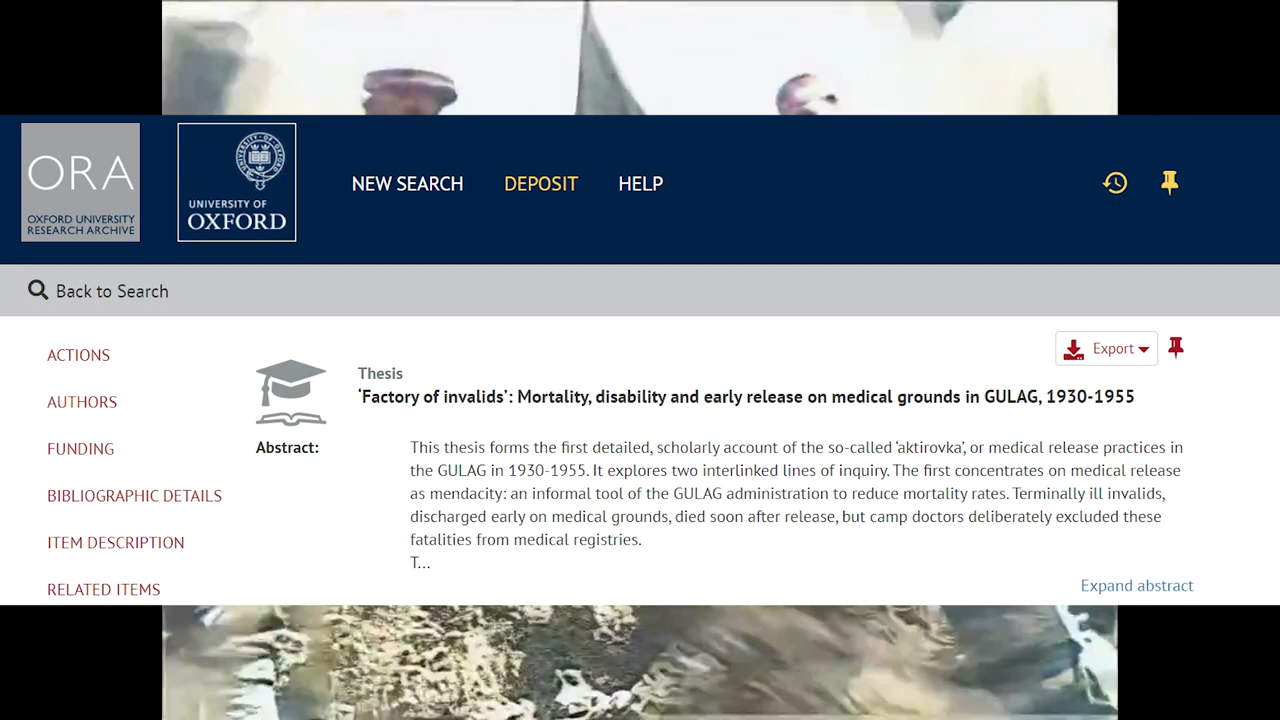 ORA
OXFORD UNIVERSITY
RESEARCH ARCHIVE
UNIVERSITY OF
OXFORD
NEW SEARCH
DEPOSIT
HELP
Back to Search
ACTIONS
AUTHORS
FUNDING
BIBLIOGRAPHIC DETAILS
ITEM DESCRIPTION
RELATED ITEMS
Export
Thesis
‘Factory of invalids’: Mortality, disability and early release on medical grounds in GULAG, 1930-1955
Abstract:
This thesis forms the first detailed, scholarly account of the so-called ‘aktirovka’, or medical release practices in
the GULAG in 1930-1955. It explores two interlinked lines of inquiry. The first concentrates on medical release
as mendacity: an informal tool of the GULAG administration to reduce mortality rates. Terminally ill invalids,
discharged early on medical grounds, died soon after release, but camp doctors deliberately excluded these
fatalities from medical registries.
T...
Expand abstract